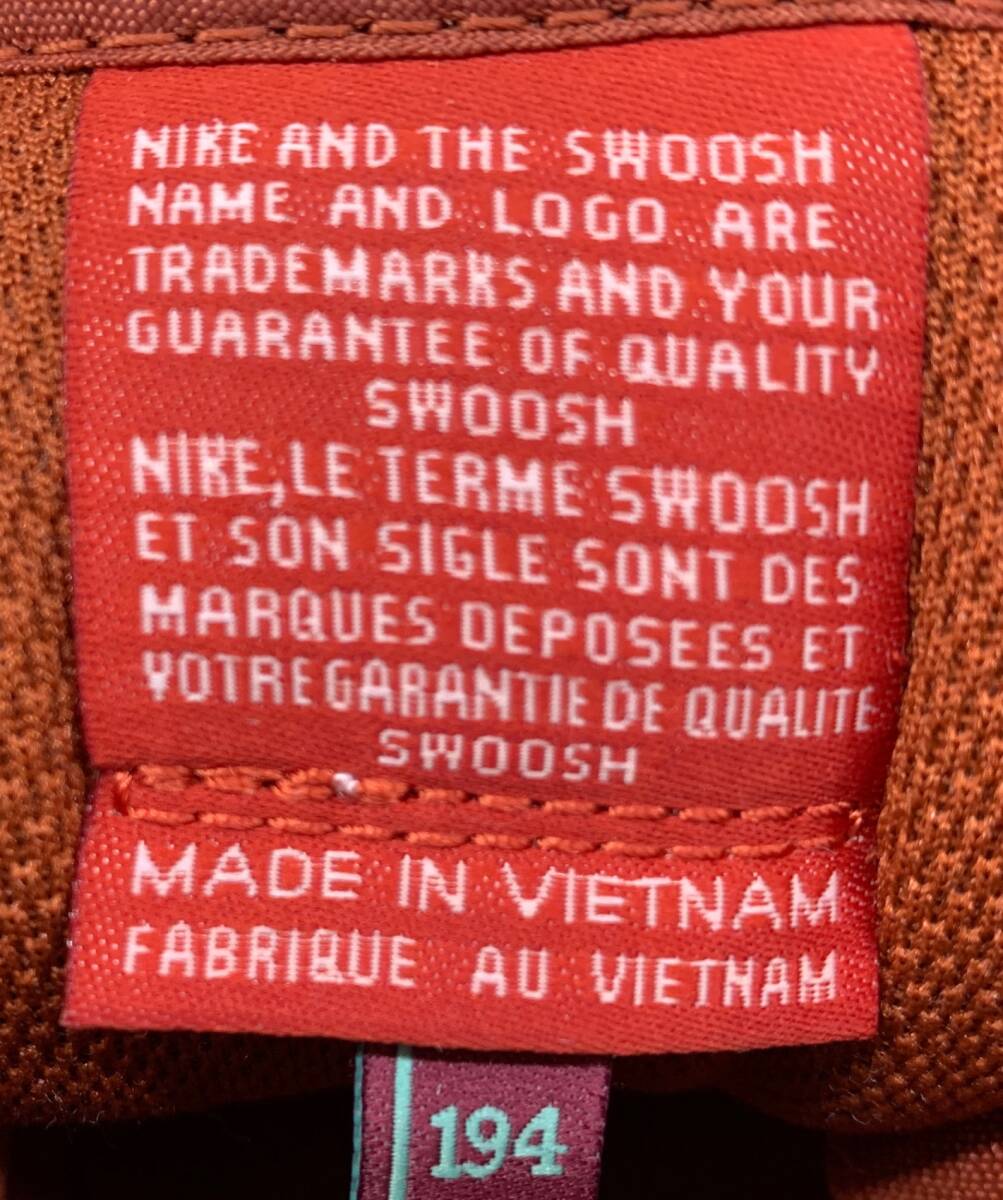 NIKE AND THE SWOOSH
NAME AND LOGO ARE
TRADEMARKS AND YOUR
GUARANTEE OF QUALITY
SWOOSH
NIKE, LE TERME SWOOSH
ET SON SIGLE SONT DES
MARQUES DEPOSEES ET
VOTRE GARANTIE DE QUALITE
SWOOSH
MADE IN VIETNAM
FABRIQUE AU VIETNAM
194